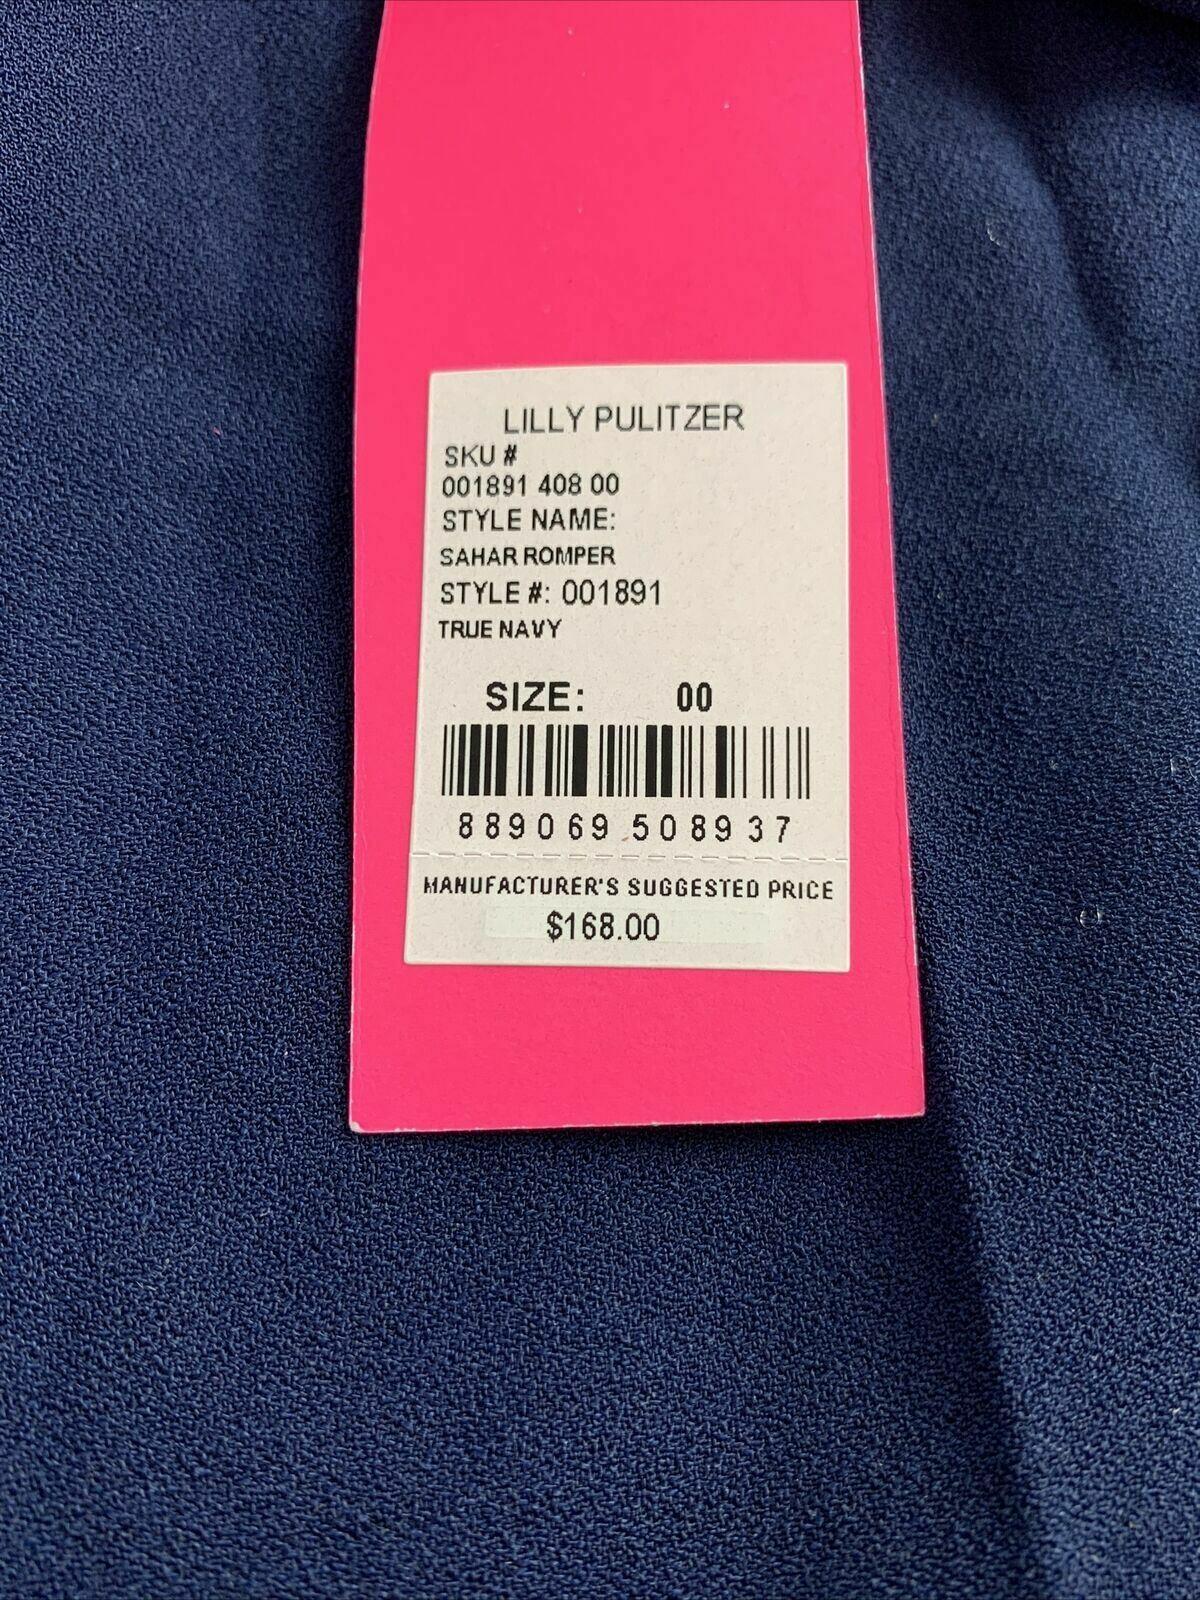 LILLY PULITZER
SKU #
001891 408 00
STYLE NAME:
SAHAR ROMPER
STYLE #: 001891
TRUE NAVY
SIZE: 00
889069 508937
MANUFACTURER'S SUGGESTED PRICE
$168.00